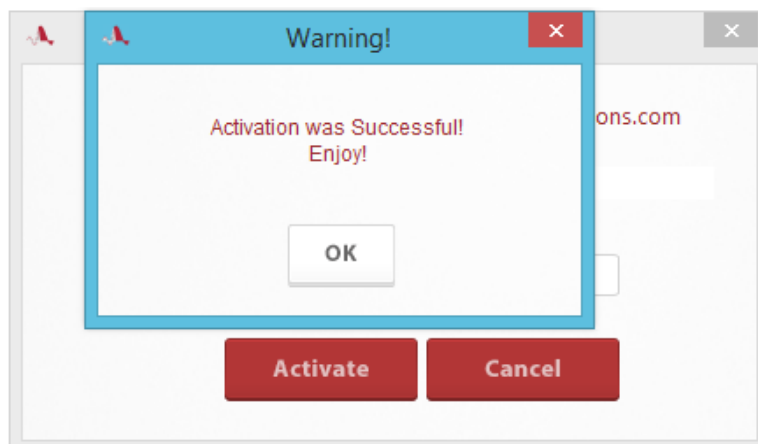 Warning!
ons.com
Activation was Successful!
Enjoy!
OK
Activate
Cancel